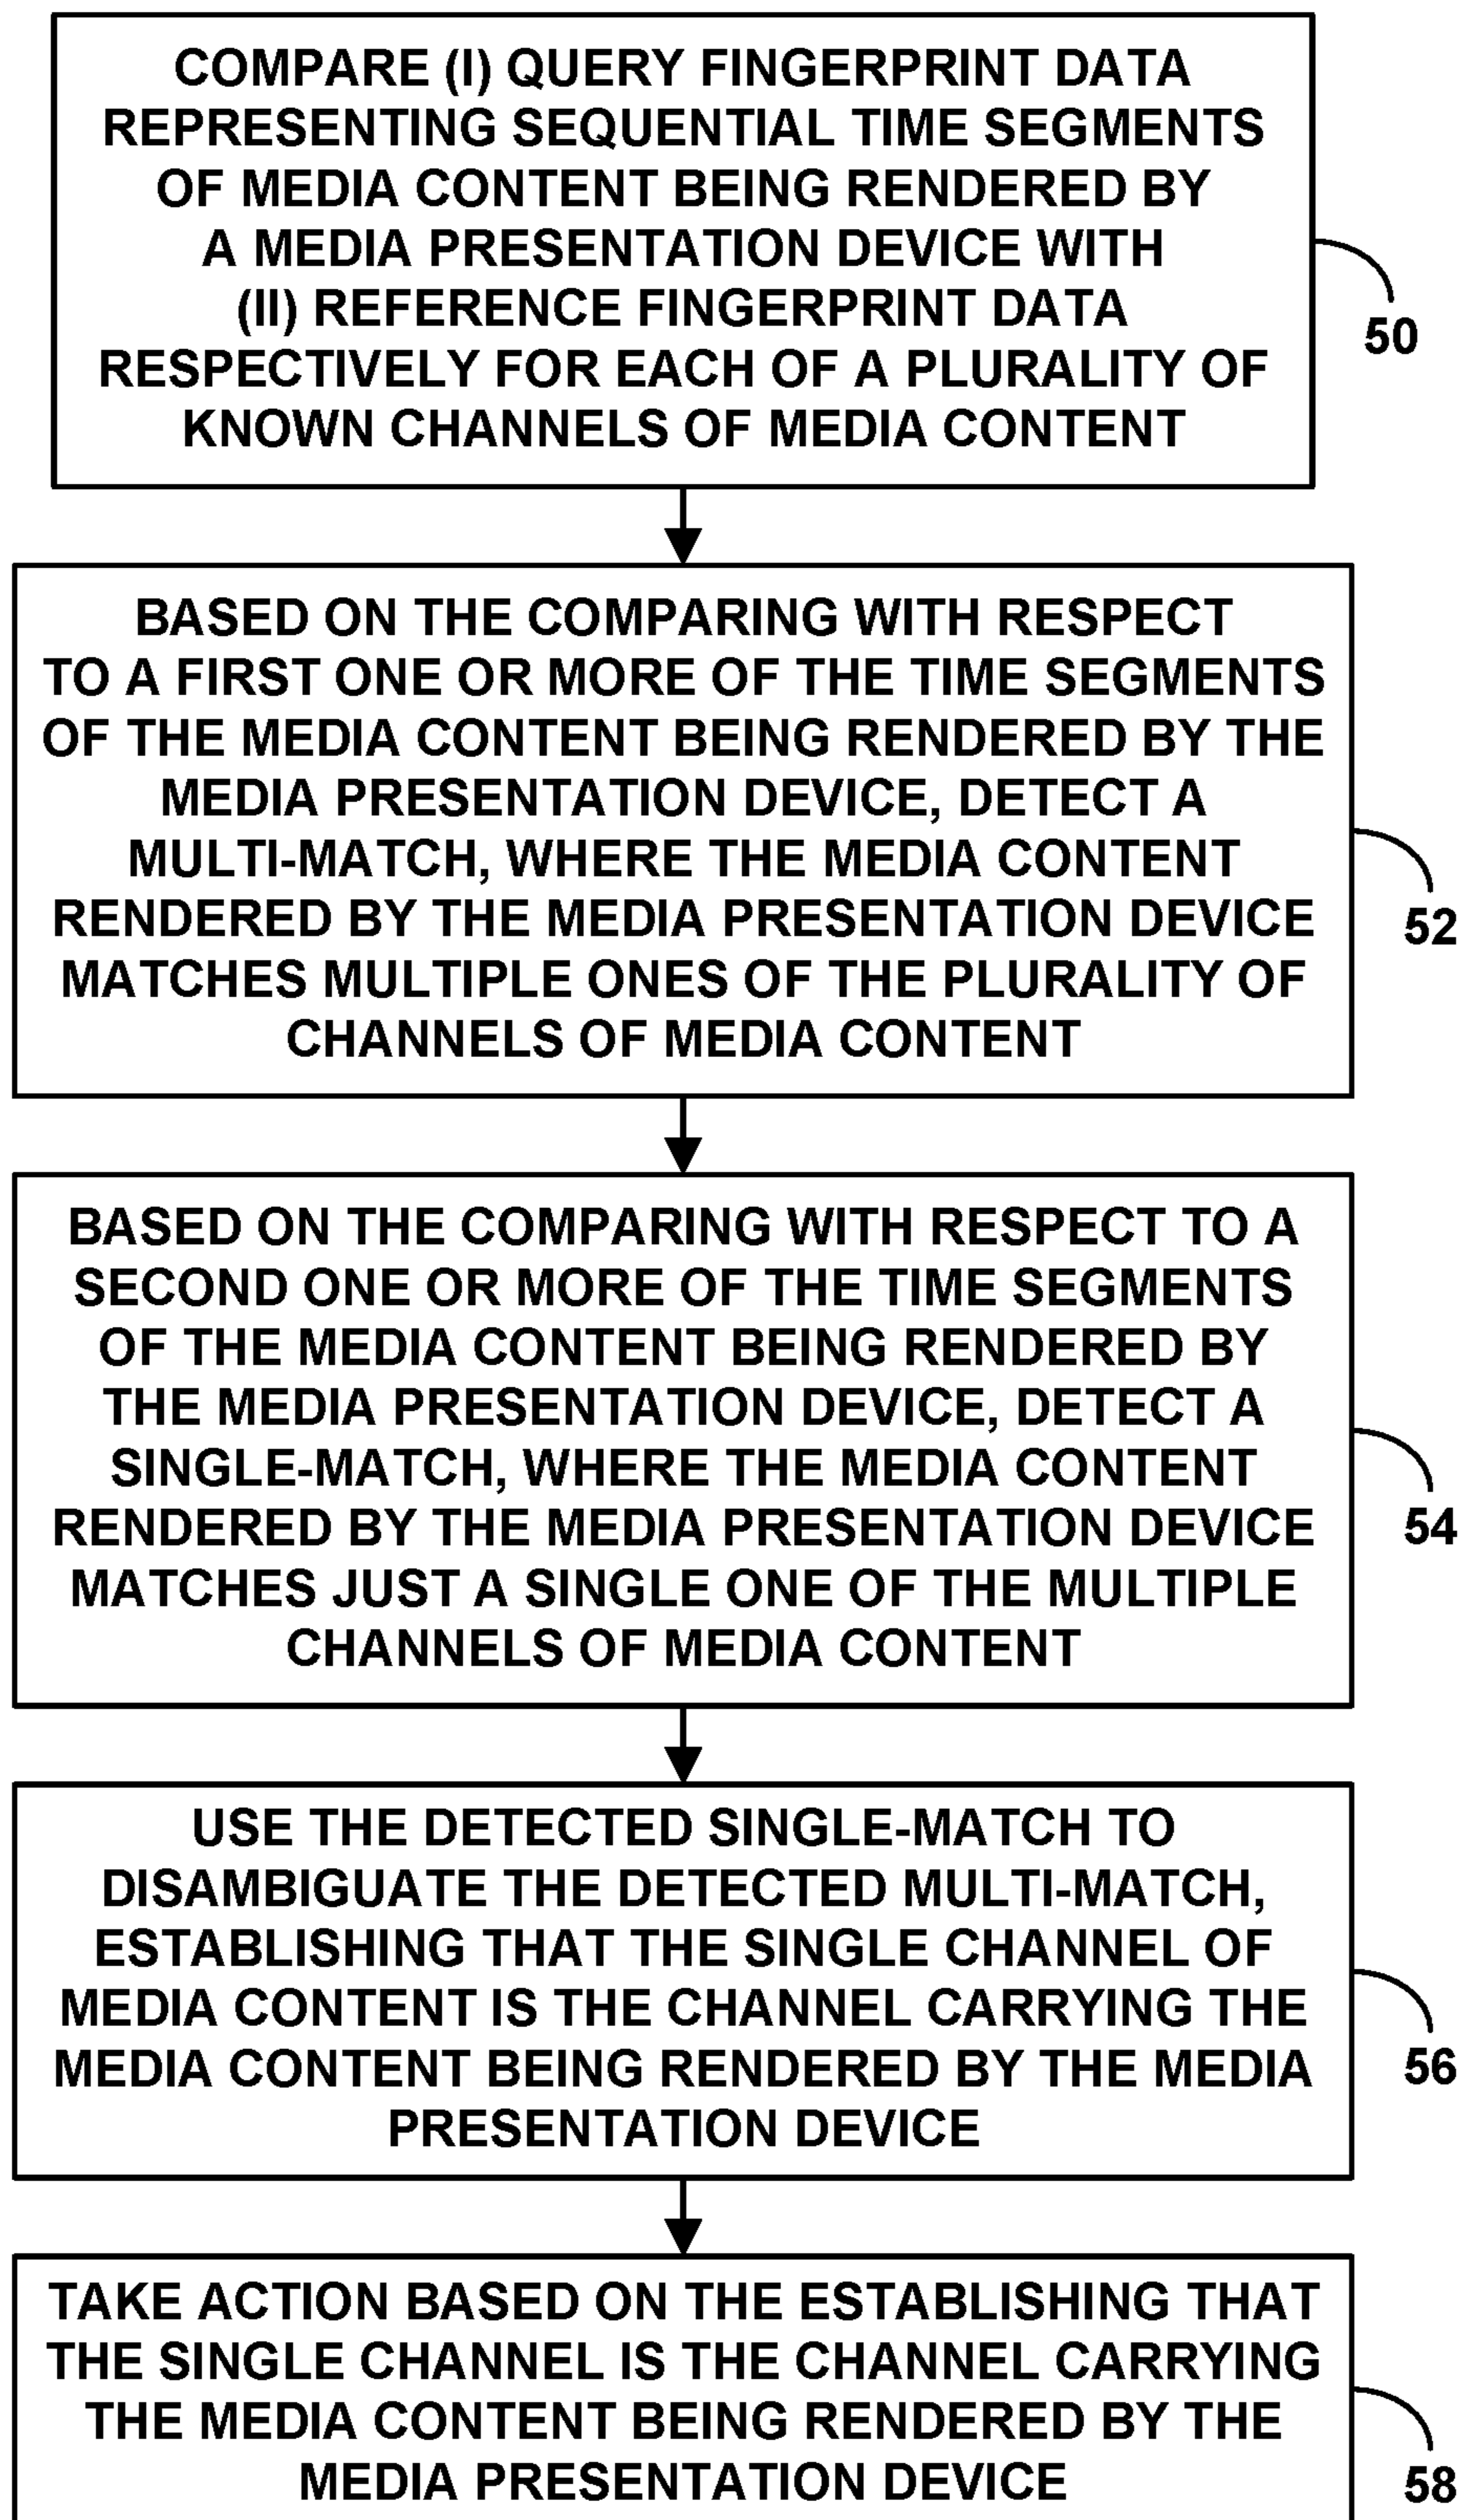 COMPARE (I) QUERY FINGERPRINT DATA
REPRESENTING SEQUENTIAL TIME SEGMENTS
OF MEDIA CONTENT BEING RENDERED BY
A MEDIA PRESENTATION DEVICE WITH
(II) REFERENCE FINGERPRINT DATA
RESPECTIVELY FOR EACH OF A PLURALITY OF
KNOWN CHANNELS OF MEDIA CONTENT
50
BASED ON THE COMPARING WITH RESPECT
TO A FIRST ONE OR MORE OF THE TIME SEGMENTS
OF THE MEDIA CONTENT BEING RENDERED BY THE
MEDIA PRESENTATION DEVICE, DETECT A
MULTI-MATCH, WHERE THE MEDIA CONTENT
RENDERED BY THE MEDIA PRESENTATION DEVICE
MATCHES MULTIPLE ONES OF THE PLURALITY OF
CHANNELS OF MEDIA CONTENT
52
BASED ON THE COMPARING WITH RESPECT TO A
SECOND ONE OR MORE OF THE TIME SEGMENTS
OF THE MEDIA CONTENT BEING RENDERED BY
THE MEDIA PRESENTATION DEVICE, DETECT A
SINGLE-MATCH, WHERE THE MEDIA CONTENT
RENDERED BY THE MEDIA PRESENTATION DEVICE
MATCHES JUST A SINGLE ONE OF THE MULTIPLE
CHANNELS OF MEDIA CONTENT
54
USE THE DETECTED SINGLE-MATCH TO
DISAMBIGUATE THE DETECTED MULTI-MATCH,
ESTABLISHING THAT THE SINGLE CHANNEL OF
MEDIA CONTENT IS THE CHANNEL CARRYING THE
MEDIA CONTENT BEING RENDERED BY THE MEDIA
PRESENTATION DEVICE
56
TAKE ACTION BASED ON THE ESTABLISHING THAT
THE SINGLE CHANNEL IS THE CHANNEL CARRYING
THE MEDIA CONTENT BEING RENDERED BY THE
MEDIA PRESENTATION DEVICE
58